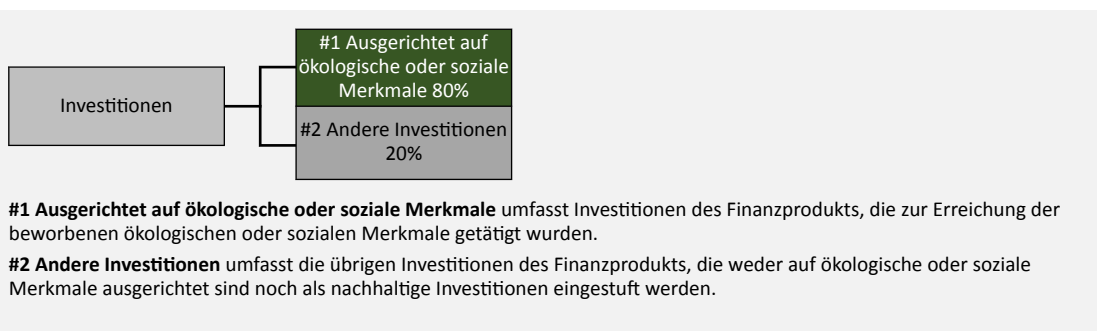 #1 Ausgerichtet auf
ökologische oder soziale
Merkmale 80%
Investitionen
#2 Andere Investitionen
20%
#1 Ausgerichtet auf ökologische oder soziale Merkmale umfasst Investitionen des Finanzprodukts, die zur Erreichung der
beworbenen ökologischen oder sozialen Merkmale getätigt wurden.
#2 Andere Investitionen umfasst die übrigen Investitionen des Finanzprodukts, die weder auf ökologische oder soziale
Merkmale ausgerichtet sind noch als nachhaltige Investitionen eingestuft werden.